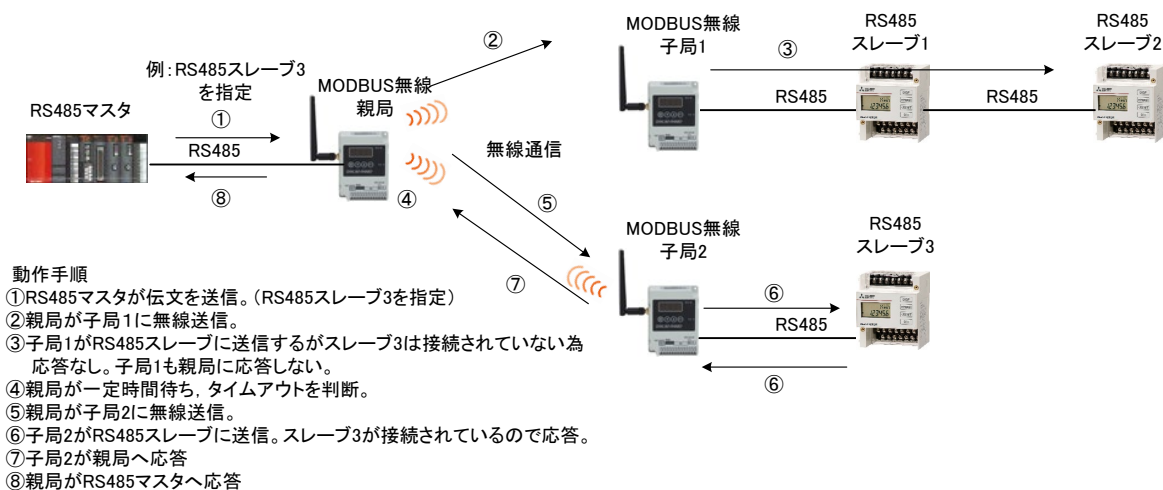 MODBUS無線
子局1
RS485
スレーブ1
RS485
スレーブ2
②
③
例:RS485スレーブ3
を指定
MODBUS無線
親局
RS485マスタ
①
RS485
RS485
RS485
無線通信
⑧
④
⑤
MODBUS無線
子局2
RS485
スレーブ3
⑦
⑥
RS485
⑥
動作手順
①RS485マスタが伝文を送信。(RS485スレーブ3を指定)
②親局が子局1に無線送信。
③子局1がRS485スレーブに送信するがスレーブ3は接続されていない為
応答なし。子局1も親局に応答しない。
④親局が一定時間待ち,タイムアウトを判断。
⑤親局が子局2に無線送信。
⑥子局2がRS485スレーブに送信。スレーブ3が接続されているので応答。
⑦子局2が親局へ応答
⑧親局がRS485マスタへ応答